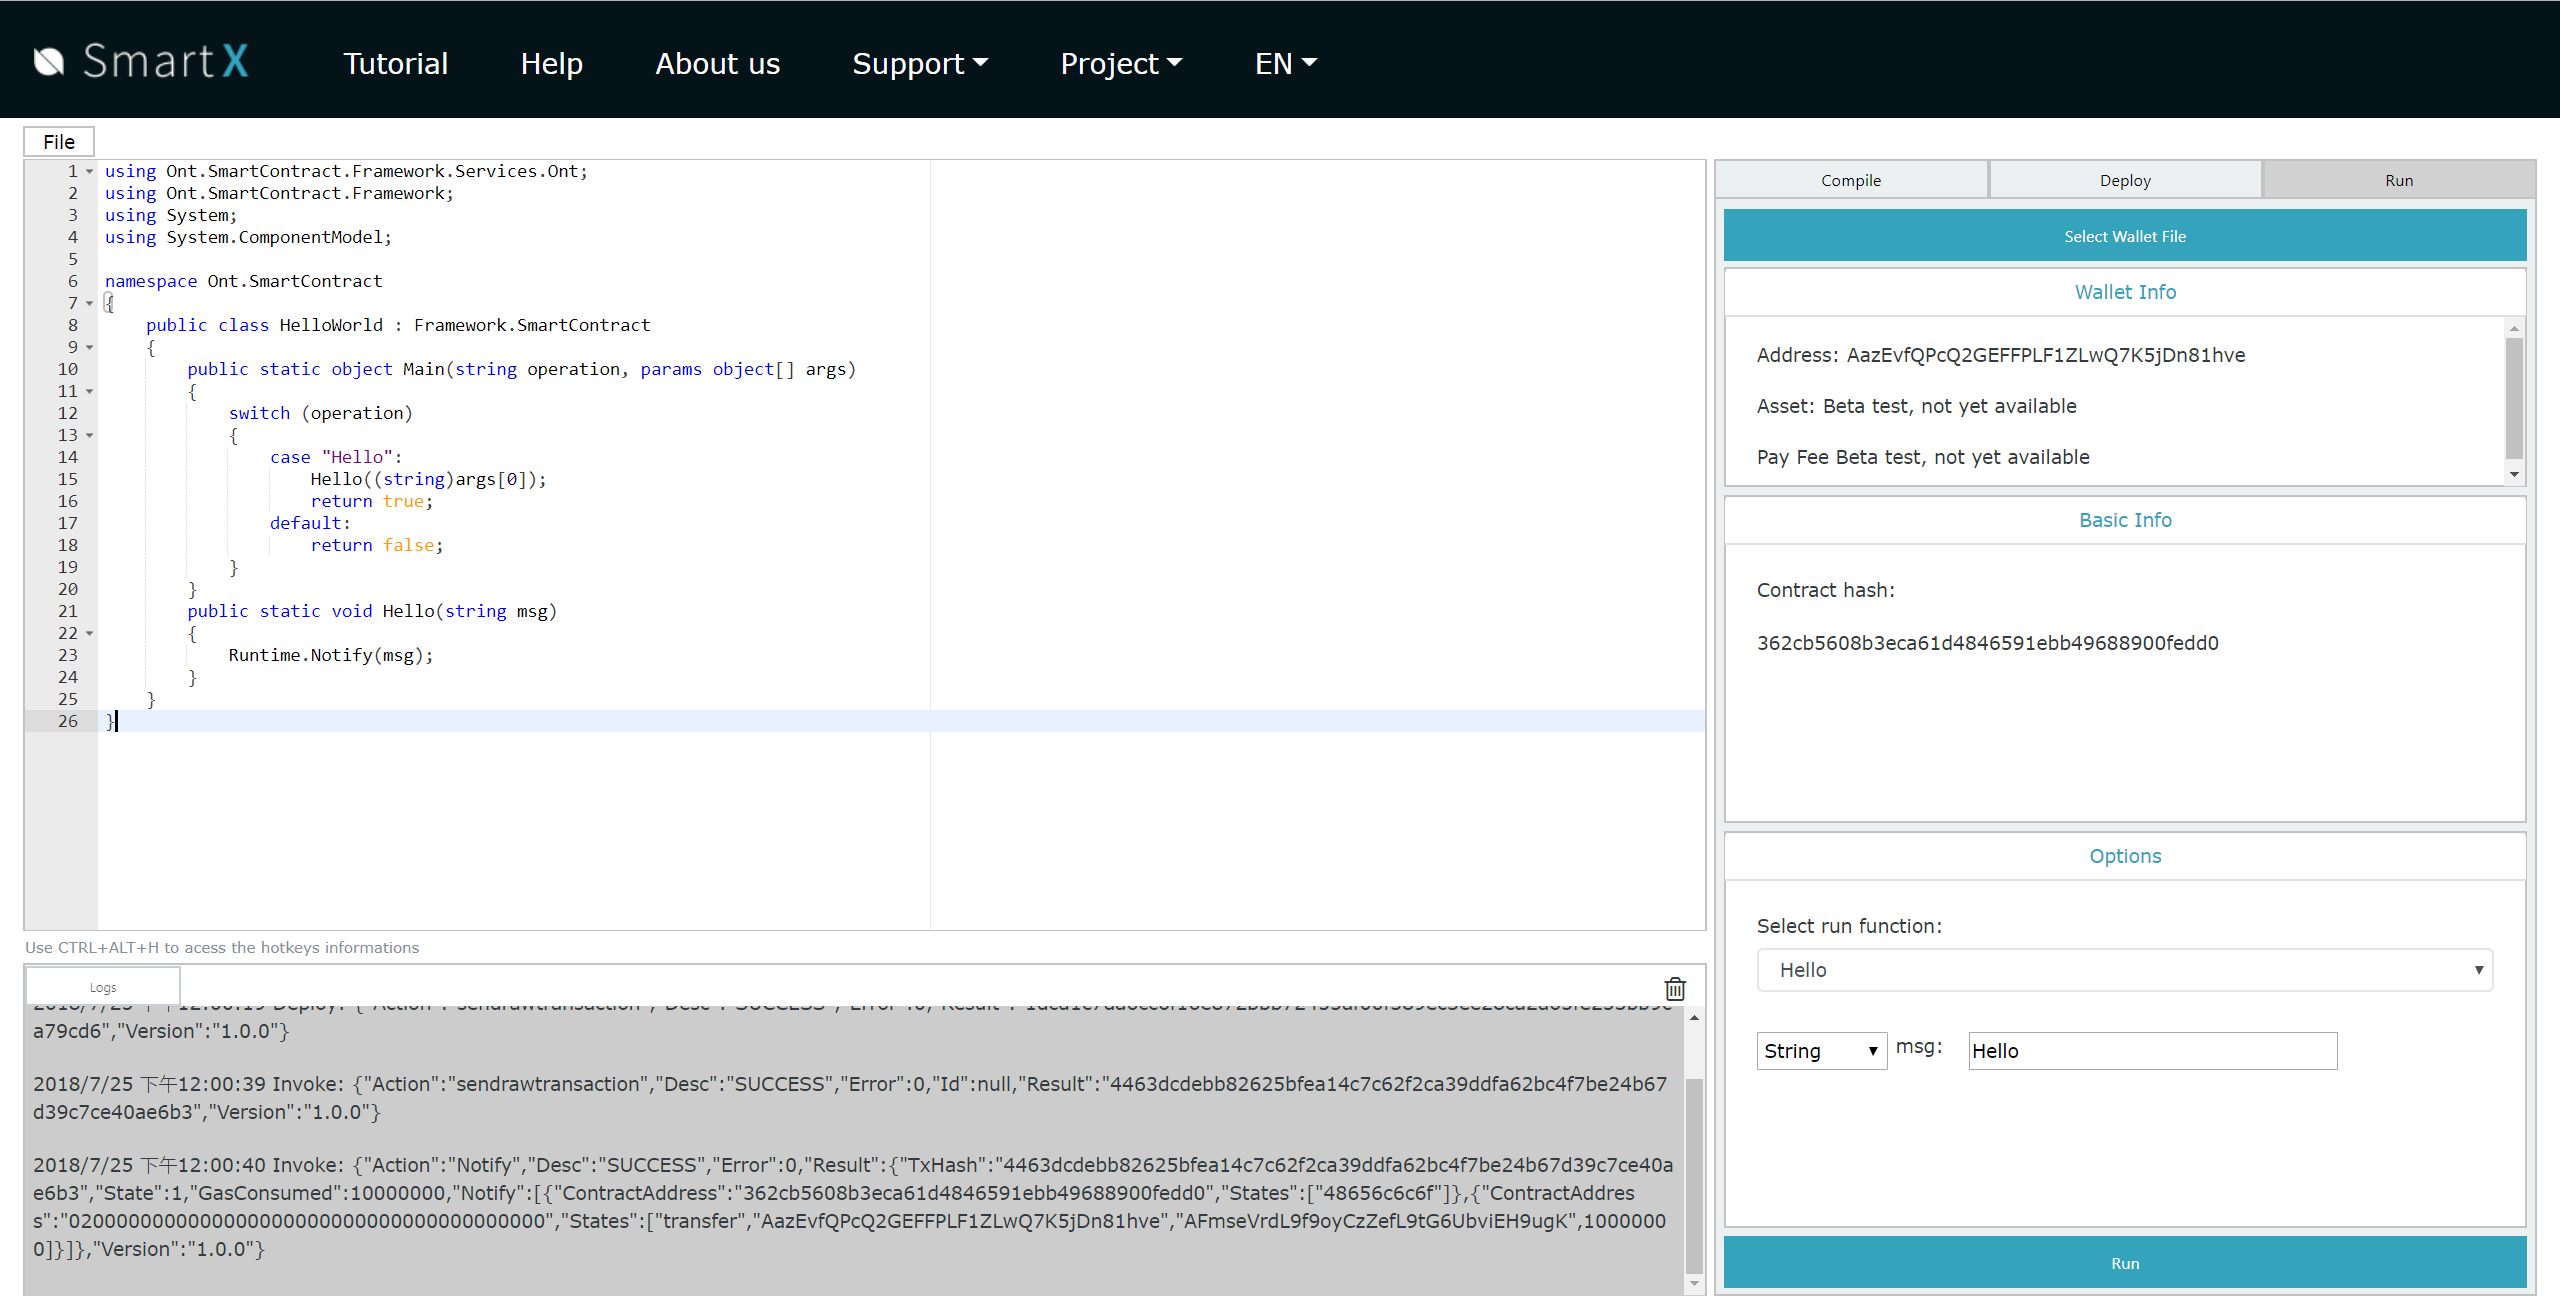 SmartX Tutorial Help About us Support Project EN
File
1 using Ont.SmartContract.Framework.Services.Ont;
2 using Ont.SmartContract.Framework;
3 using System;
4 using System.ComponentModel;
5
6 namespace Ont.SmartContract
7 {
8 public class HelloWorld : Framework.SmartContract
9 {
10 public static object Main(string operation, params object[] args)
11 {
12 switch (operation)
13 {
14 case "Hello":
15 Hello((string)args[0]);
16 return true;
17 default:
18 return false;
19 }
20 }
21 public static void Hello(string msg)
22 {
23 Runtime.Notify(msg);
24 }
25 }
26 }
Use CTRL+ALT+H to acess the hotkeys informations
Logs
a79cd6","Version":"1.0.0"}
2018/7/25 下午12:00:39 Invoke: {"Action":"sendrawtransaction","Desc":"SUCCESS","Error":0,"Id":null,"Result":"4463dcdebb82625bfea14c7c62f2ca39ddfa62bc4f7be24b67
d39c7ce40ae6b3","Version":"1.0.0"}
2018/7/25 下午12:00:40 Invoke: {"Action":"Notify","Desc":"SUCCESS","Error":0,"Result":{"TxHash":"4463dcdebb82625bfea14c7c62f2ca39ddfa62bc4f7be24b67d39c7ce40a
e6b3","State":1,"GasConsumed":10000000,"Notify":[{"ContractAddress":"362cb5608b3eca61d4846591ebb49688900fedd0","States":["48656c6c6f"]},{"ContractAddres
s":"0200000000000000000000000000000000000000","States":["transfer","AazEvfQPcQ2GEFFPLF1ZLwQ7K5jDn81hve","AFmseVrdL9f9oyCzZefL9tG6UbviEH9ugK",1000000
0]}]},"Version":"1.0.0"}
Compile Deploy Run
Select Wallet File
Wallet Info
Address: AazEvfQPcQ2GEFFPLF1ZLwQ7K5jDn81hve
Asset: Beta test, not yet available
Pay Fee Beta test, not yet available
Basic Info
Contract hash:
362cb5608b3eca61d4846591ebb49688900fedd0
Options
Select run function:
Hello
String msg: Hello
Run